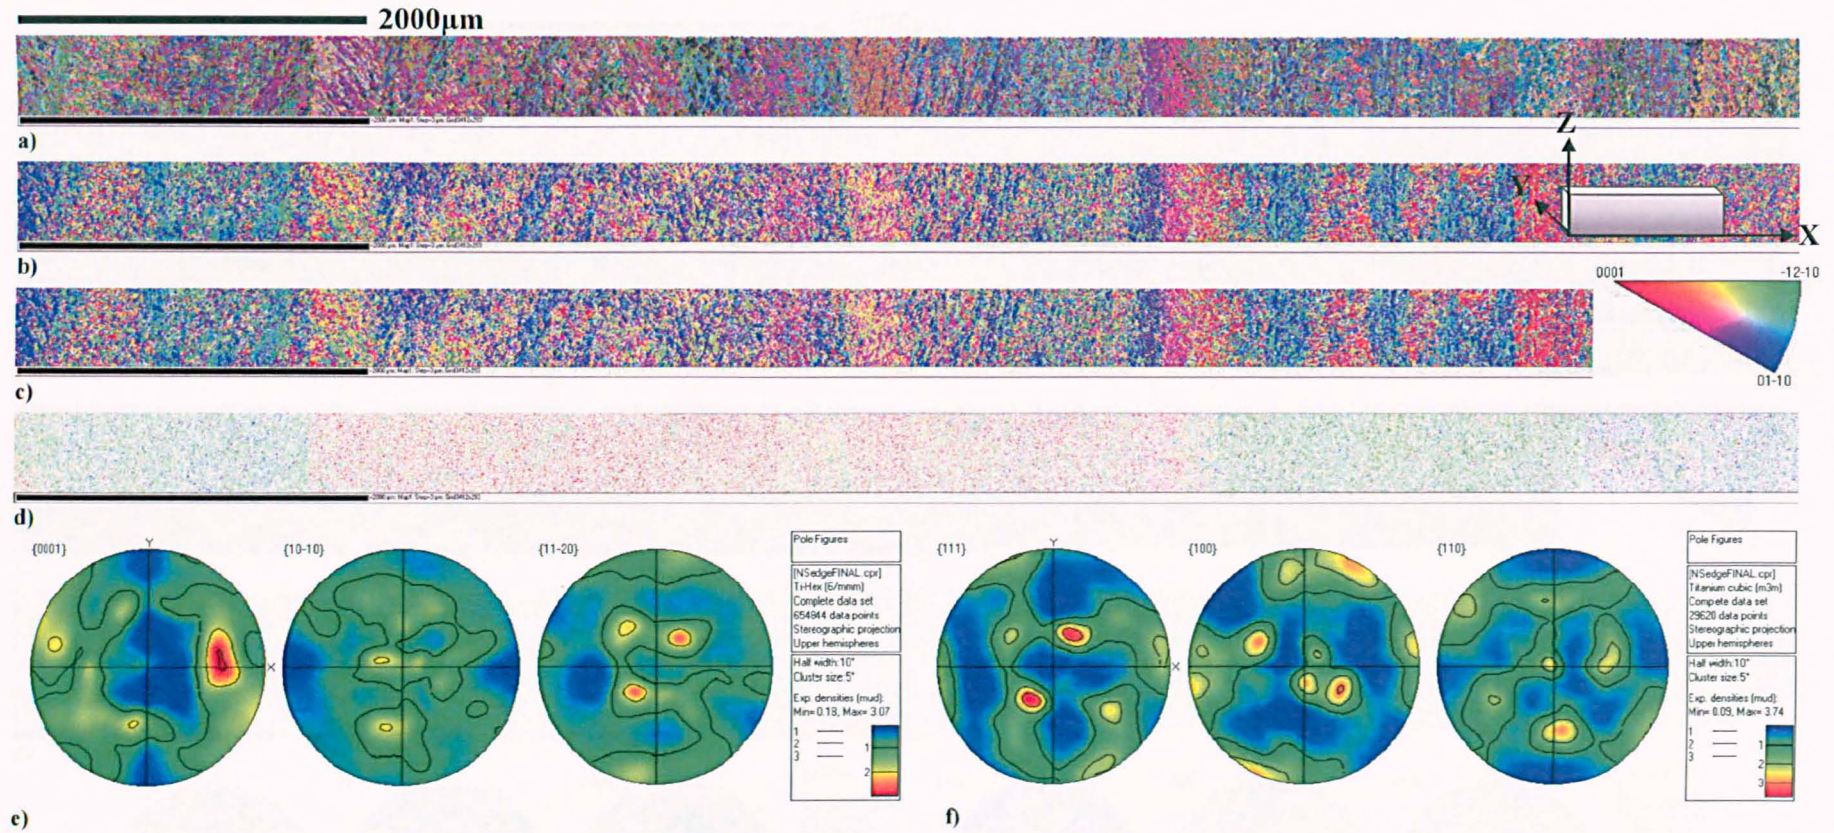 2000μm
a)
Z
Y
X
b)
0001 -12-10
01-10
c)
d)
{0001} Y X
{10-10}
{11-20}
Pole Figures
[NSedgeFINAL.cpr]
Ti-Hex (6/mmm)
Complete data set
654844 data points
Stereographic projection
Upper hemispheres
Half width:10°
Cluster size:5°
Exp. densities (mud):
Min= 0.18, Max= 3.07
1
2
3
1
2
e)
{111} Y X
{100}
{110}
Pole Figures
[NSedgeFINAL.cpr]
Titanium cubic (m3m)
Compete data set
29620 data points
Stereographic projection
Upper hemispheres
Half width:10°
Cluster size:5°
Exp. densities (mud):
Min= 0.09, Max= 3.74
1
2
3
1
2
3
f)